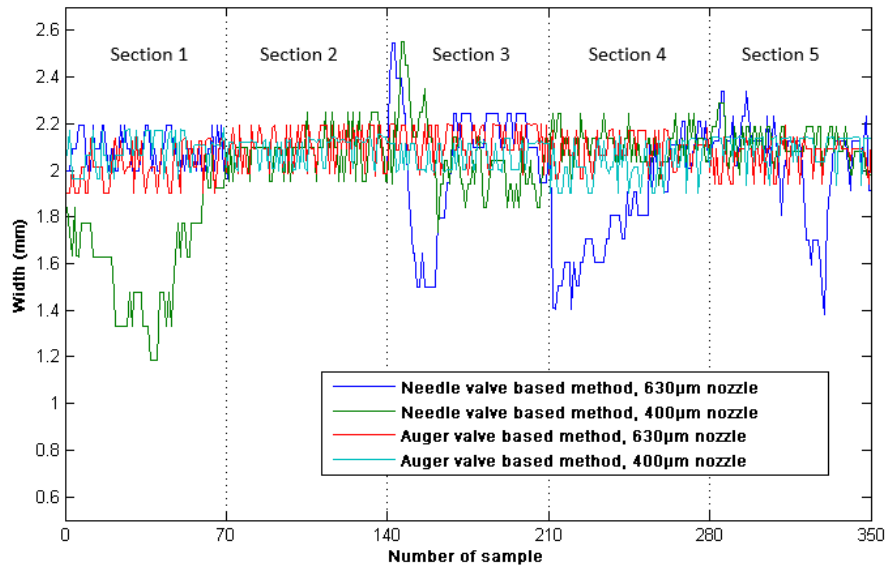 2.6
2.4
2.2
2
1.8
1.6
1.4
1.2
1
0.8
0.6
Width (mm)
Section 1
Section 2
Section 3
Section 4
Section 5
Needle valve based method, 630µm nozzle
Needle valve based method, 400µm nozzle
Auger valve based method, 630µm nozzle
Auger valve based method, 400µm nozzle
0
70
140
210
280
350
Number of sample